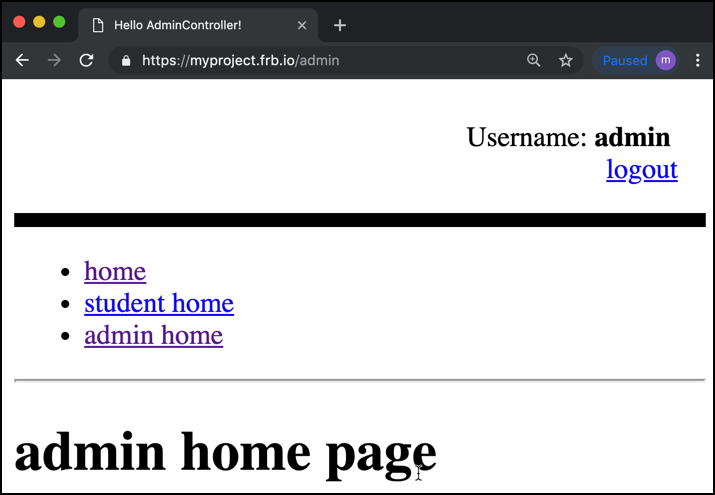 Hello AdminController!
https://myproject.frb.io/admin
Paused m
Username: admin
logout
home
student home
admin home
admin home page